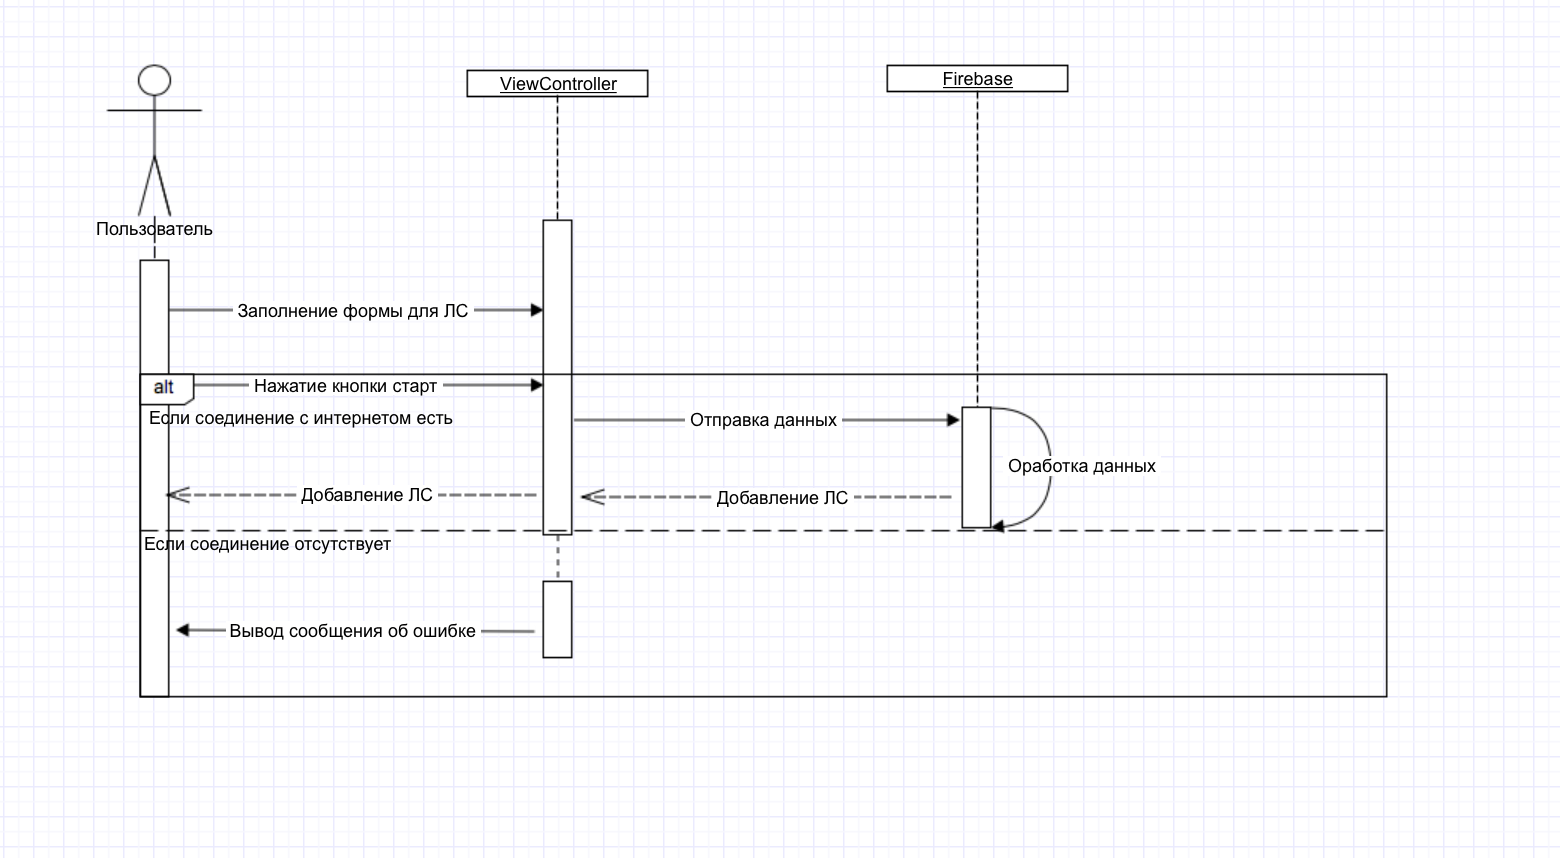 ViewController
Firebase
Пользователь
Заполнение формы для ЛС
alt
Нажатие кнопки старт
Если соединение с интернетом есть
Отправка данных
Оработка данных
Добавление ЛС
Добавление ЛС
Если соединение отсутствует
Вывод сообщения об ошибке